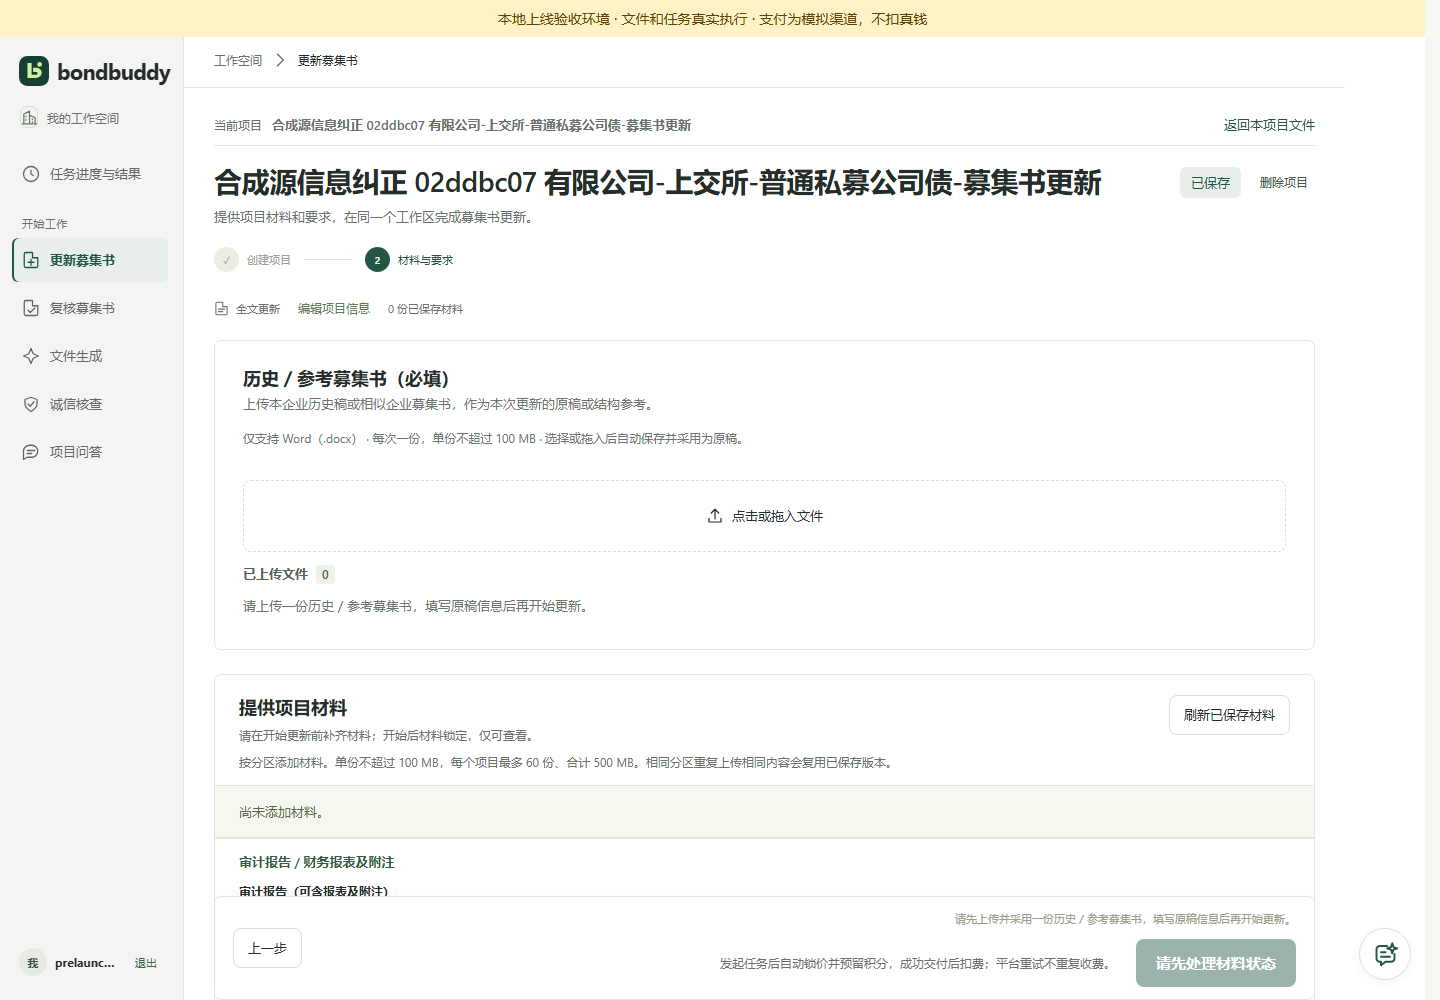 本地上线验收环境 · 文件和任务真实执行 · 支付为模拟渠道，不扣真钱
bondbuddy
我的工作空间
任务进度与结果
开始工作
更新募集书
复核募集书
文件生成
诚信核查
项目问答
我 prelaunc... 退出
工作空间 > 更新募集书
当前项目 合成源信息纠正 02ddbc07 有限公司-上交所-普通私募公司债-募集书更新 返回本项目文件
合成源信息纠正 02ddbc07 有限公司-上交所-普通私募公司债-募集书更新 已保存 删除项目
提供项目材料和要求，在同一个工作区完成募集书更新。
✓ 创建项目 2 材料与要求
全文更新 编辑项目信息 0 份已保存材料
历史 / 参考募集书（必填）
上传本企业历史稿或相似企业募集书，作为本次更新的原稿或结构参考。
仅支持 Word（.docx） · 每次一份，单份不超过 100 MB · 选择或拖入后自动保存并采用为原稿。
点击或拖入文件
已上传文件 0
请上传一份历史 / 参考募集书，填写原稿信息后再开始更新。
提供项目材料 刷新已保存材料
请在开始更新前补齐材料；开始后材料锁定，仅可查看。
按分区添加材料。单份不超过 100 MB，每个项目最多 60 份、合计 500 MB。相同分区重复上传相同内容会复用已保存版本。
尚未添加材料。
审计报告 / 财务报表及附注
审计报告（可含报表及附注）
请先上传并采用一份历史 / 参考募集书，填写原稿信息后再开始更新。
上一步 发起任务后自动锁价并预留积分，成功交付后扣费；平台重试不重复收费。 请先处理材料状态